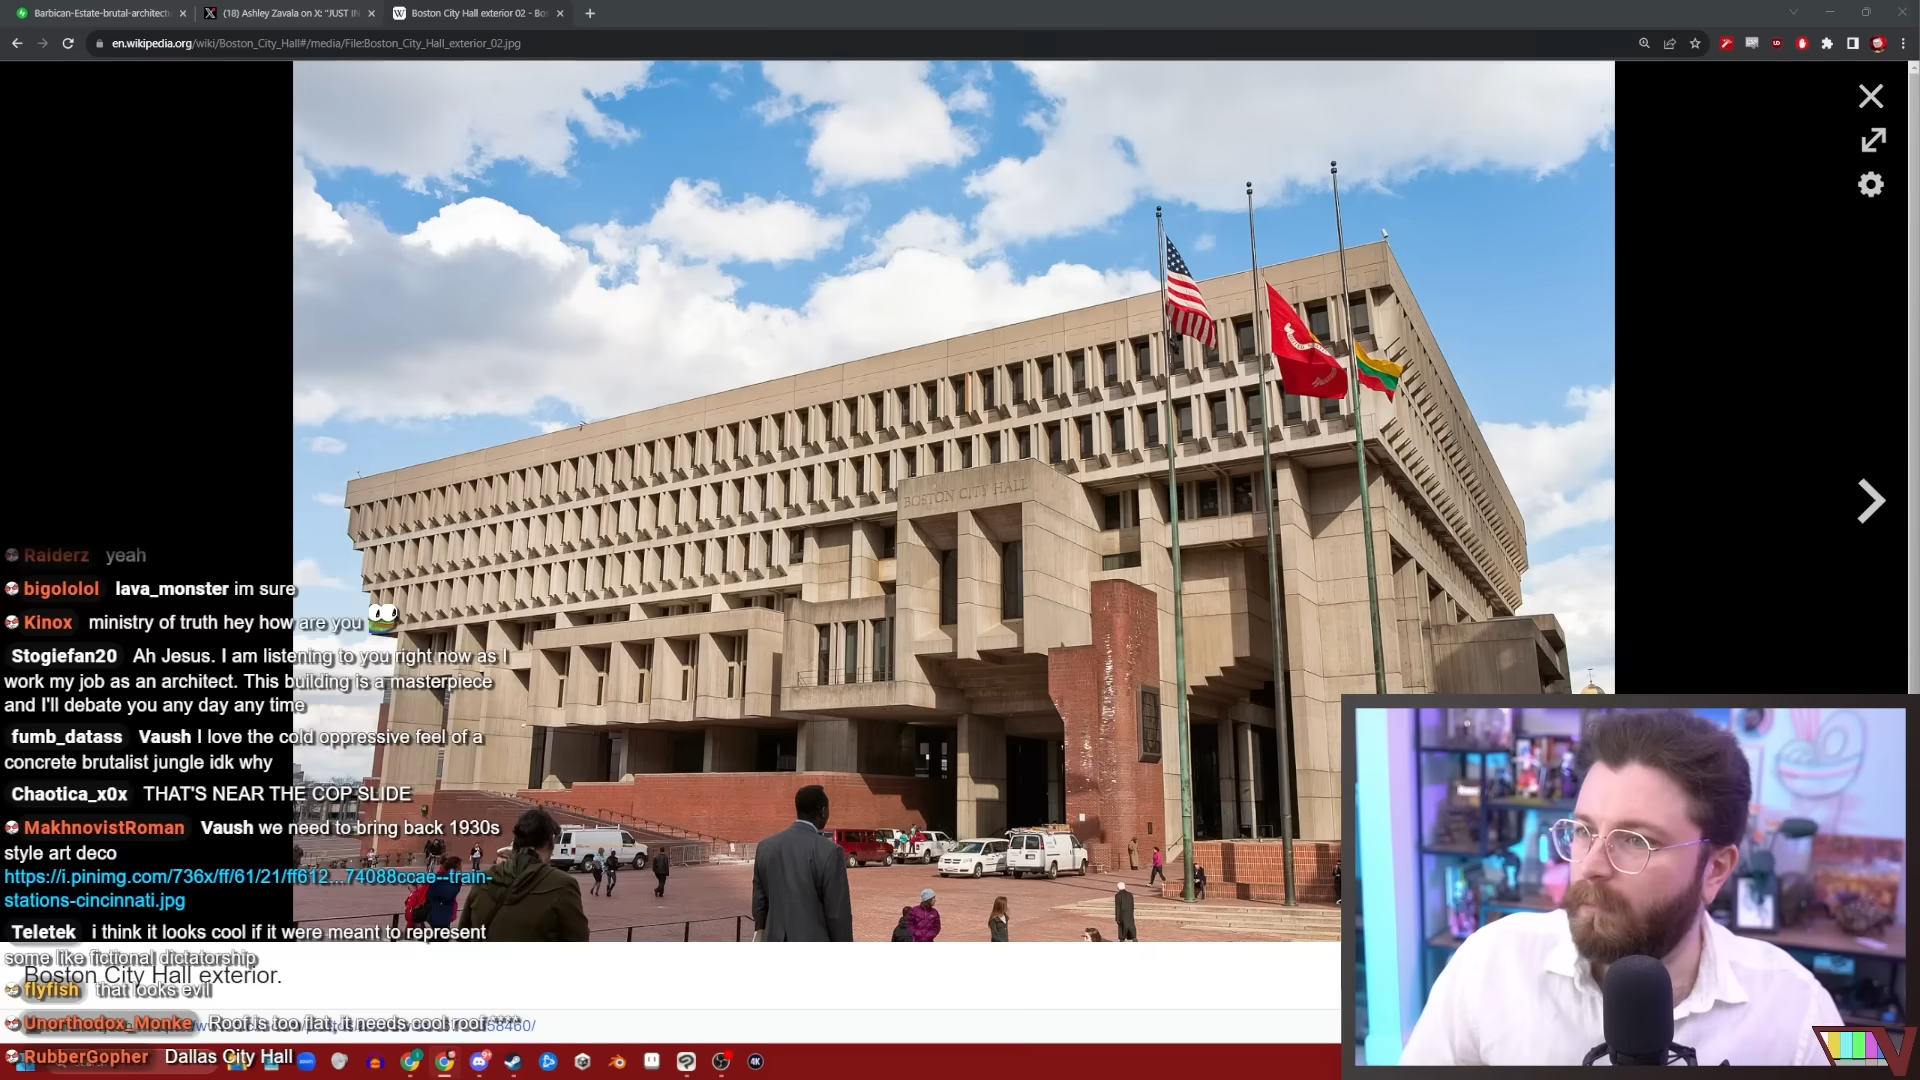 Barbican-Estate-brutal-architectu
(18) Ashley Zavala on X: "JUST IN
Boston City Hall exterior 02 - Bo
en.wikipedia.org/wiki/Boston_City_Hall#/media/File:Boston_City_Hall_exterior_02.jpg
BOSTON CITY HALL
Raiderz yeah
bigololol lava_monster im sure
Kinox ministry of truth hey how are you
Stogiefan20 Ah Jesus. I am listening to you right now as I
work my job as an architect. This building is a masterpiece
and I'll debate you any day any time
fumb_datass Vaush I love the cold oppressive feel of a
concrete brutalist jungle idk why
Chaotica_x0x THAT'S NEAR THE COP SLIDE
MakhnovistRoman Vaush we need to bring back 1930s
style art deco
https://i.pinimg.com/736x/ff/61/21/ff612...74088ccae--train-
stations-cincinnati.jpg
Teletek i think it looks cool if it were meant to represent
some like fictional dictatorship
Boston City Hall exterior.
flyfish that looks evil
Unorthodox_Monke Roof is too flat, it needs cool roof ****
58460/
RubberGopher Dallas City Hall